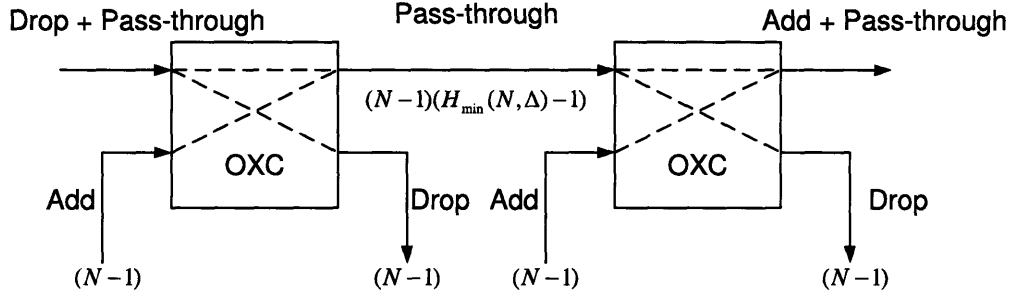 Drop + Pass-through
Pass-through
Add + Pass-through
(N−1)(H_min(N,Δ)−1)
OXC
OXC
Add
Drop
Add
Drop
(N−1)
(N−1)
(N−1)
(N−1)